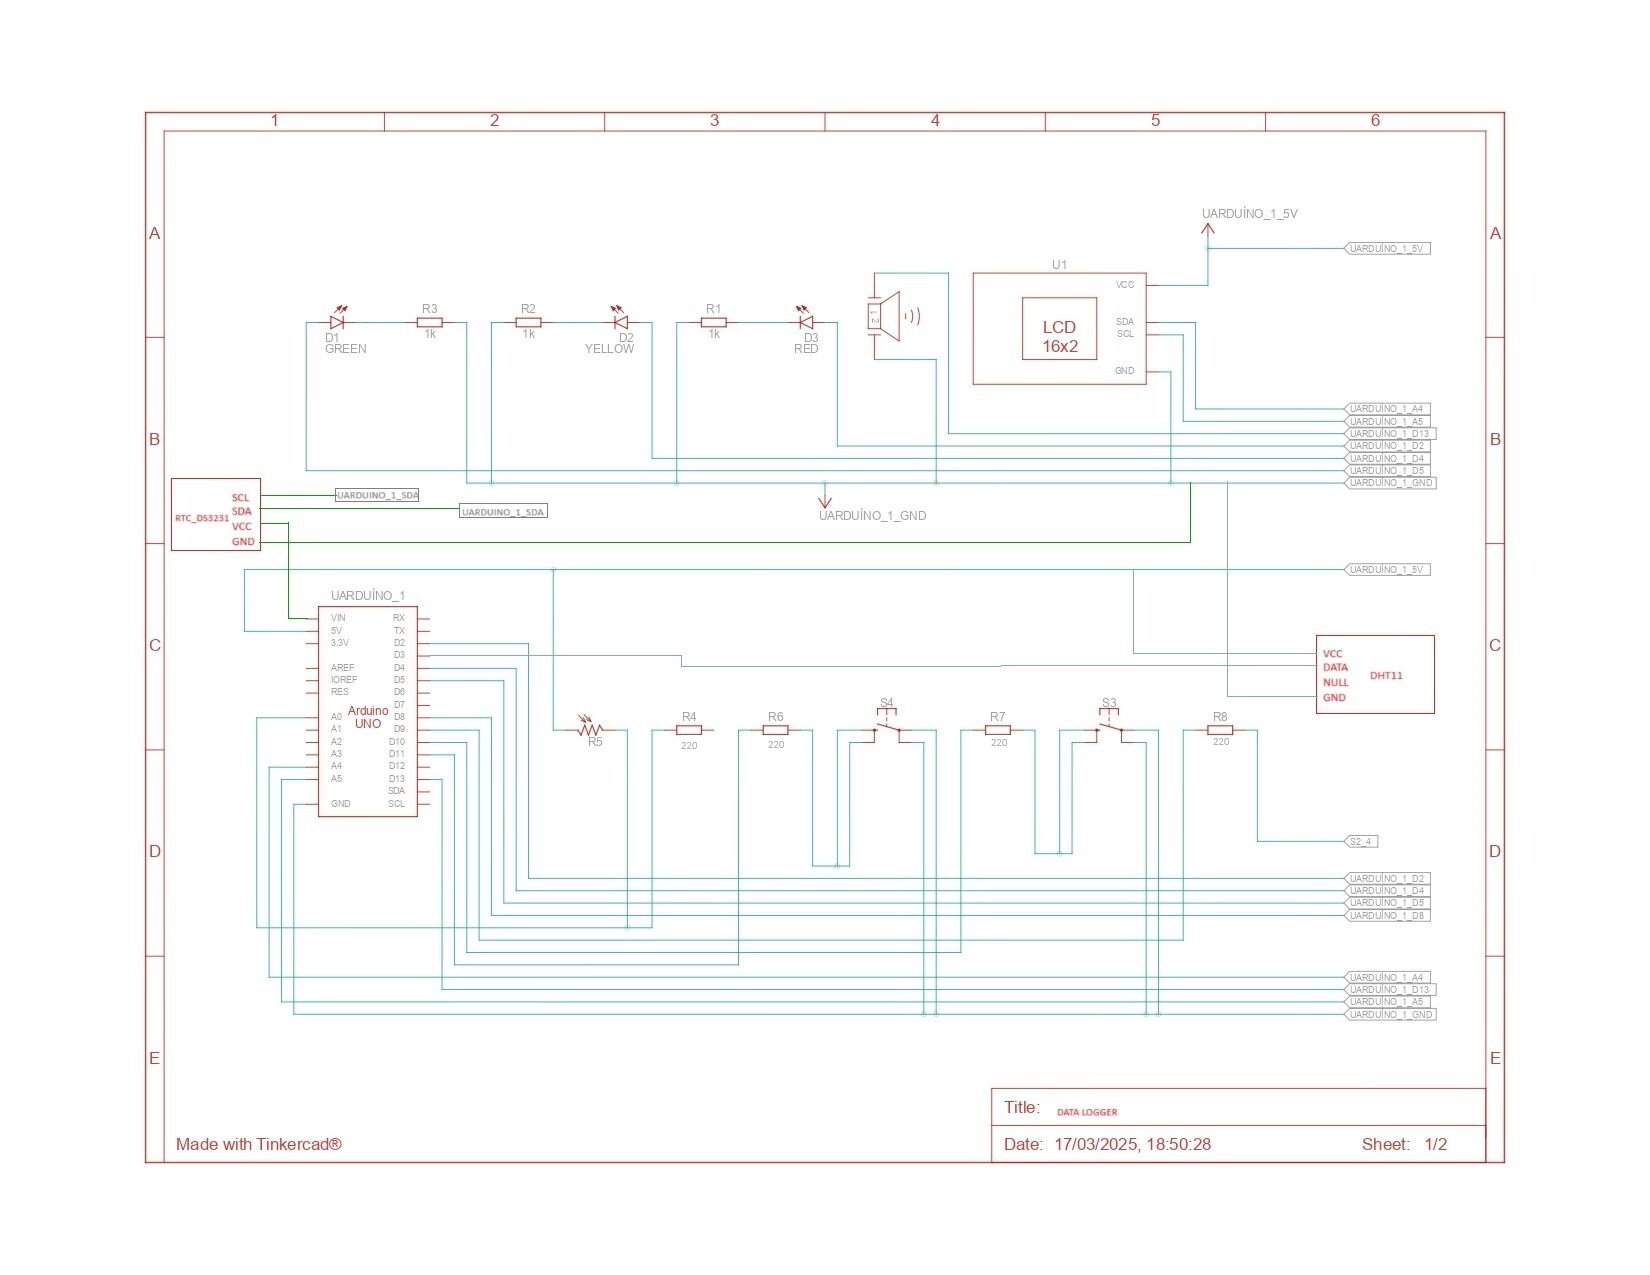 1 2 3 4 5 6
A A
UARDUÍNO_1_5V
UARDUÍNO_1_5V
U1
VCC
SDA
SCL
GND
LCD
16x2
R3
1k
D1
GREEN
R2
1k
D2
YELLOW
R1
1k
D3
RED
1 2
B B
UARDUÍNO_1_A4
UARDUÍNO_1_A5
UARDUÍNO_1_D13
UARDUÍNO_1_D2
UARDUÍNO_1_D4
UARDUÍNO_1_D5
UARDUÍNO_1_GND
RTC_DS3231
SCL
SDA
VCC
GND
UARDUINO_1_SDA
UARDUINO_1_SDA
UARDUÍNO_1_GND
UARDUÍNO_1_5V
C C
UARDUÍNO_1
VIN RX
5V TX
3.3V D2
D3
AREF D4
IOREF D5
RES D6
D7
Arduino
UNO
A0 D8
A1 D9
A2 D10
A3 D11
A4 D12
A5 D13
SDA
GND SCL
VCC
DATA
NULL
GND
DHT11
R5
R4
220
R6
220
S4
R7
220
S3
R8
220
D D
S2_4
UARDUÍNO_1_D2
UARDUÍNO_1_D4
UARDUÍNO_1_D5
UARDUÍNO_1_D8
UARDUÍNO_1_A4
UARDUÍNO_1_D13
UARDUÍNO_1_A5
UARDUÍNO_1_GND
E E
Title: DATA LOGGER
Made with Tinkercad®
Date: 17/03/2025, 18:50:28 Sheet: 1/2